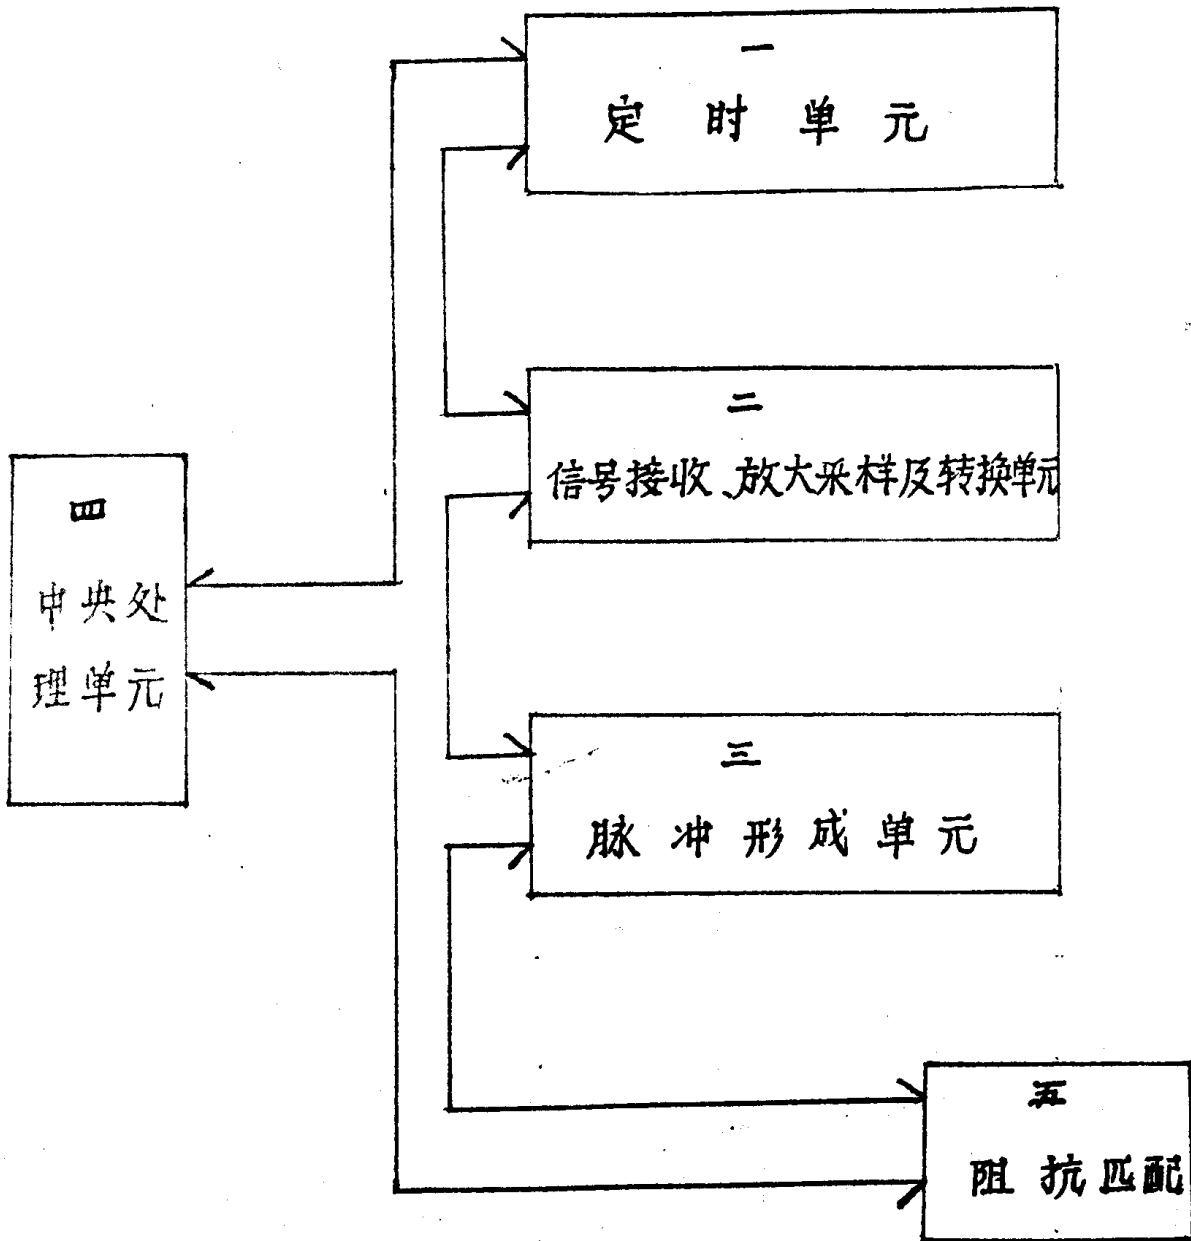 一
定时单元
二
信号接收、放大采样及转换单元
四
中央处
理单元
三
脉冲形成单元
五
阻抗匹配